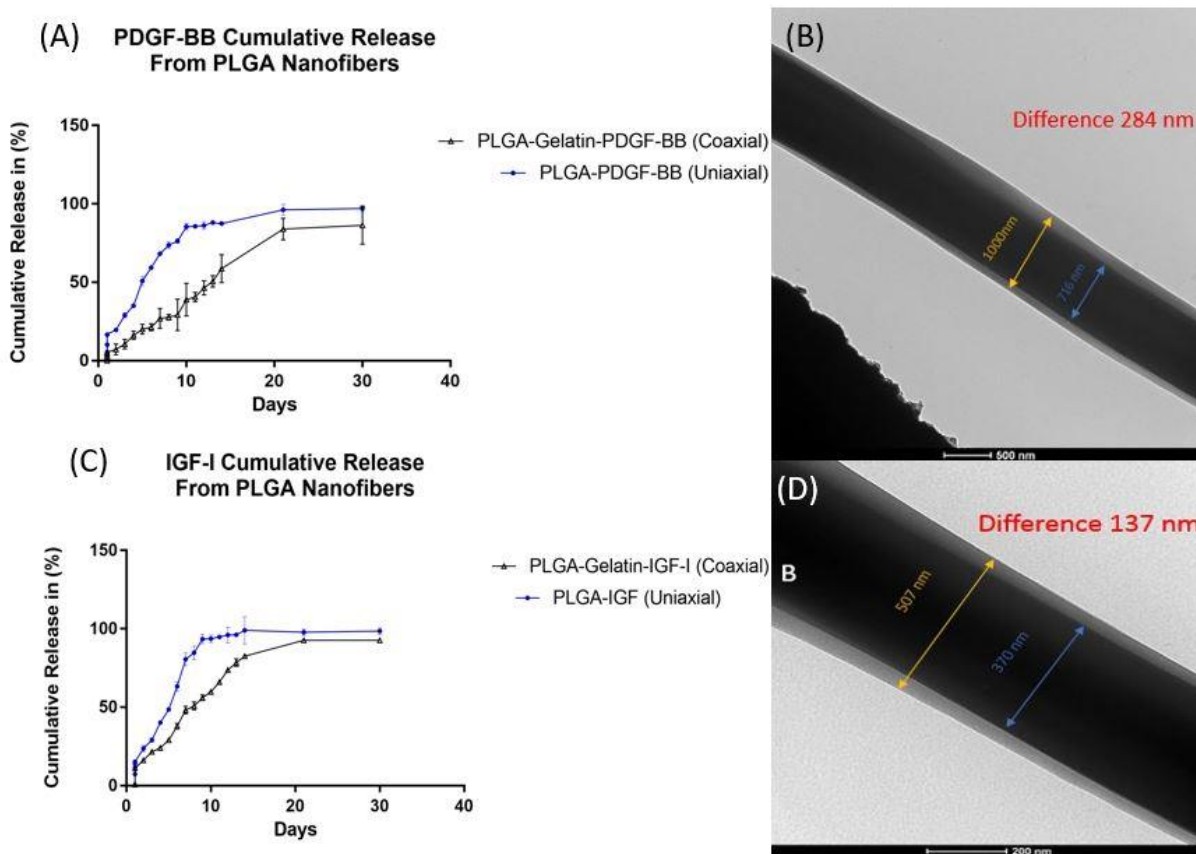 (A)
PDGF-BB Cumulative Release
From PLGA Nanofibers
Cumulative Release in (%)
150
100
50
0
0
10
20
30
40
Days
PLGA-Gelatin-PDGF-BB (Coaxial)
PLGA-PDGF-BB (Uniaxial)
(B)
Difference 284 nm
1000nm
716 nm
500 nm
(C)
IGF-I Cumulative Release
From PLGA Nanofibers
Cumulative Release in (%)
150
100
50
0
0
10
20
30
40
Days
PLGA-Gelatin-IGF-I (Coaxial)
PLGA-IGF (Uniaxial)
(D)
Difference 137 nm
B
507 nm
370 nm
200 nm